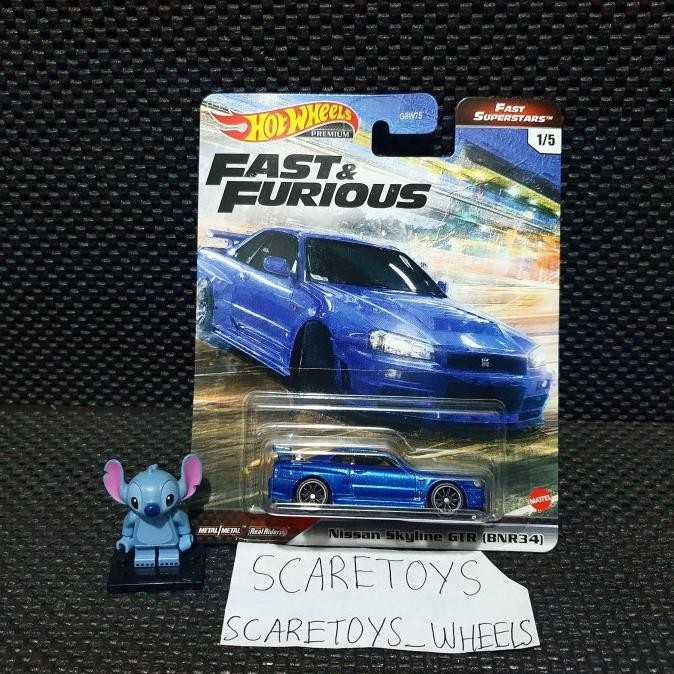 HOT WHEELS
PREMIUM
GBW75
FAST SUPERSTARS™
1/5
FAST &
FURIOUS
MATTEL
METAL/METAL
Real Riders
Nissan Skyline GTR (BNR34)
SCARETOYS
SCARETOYS_WHEELS